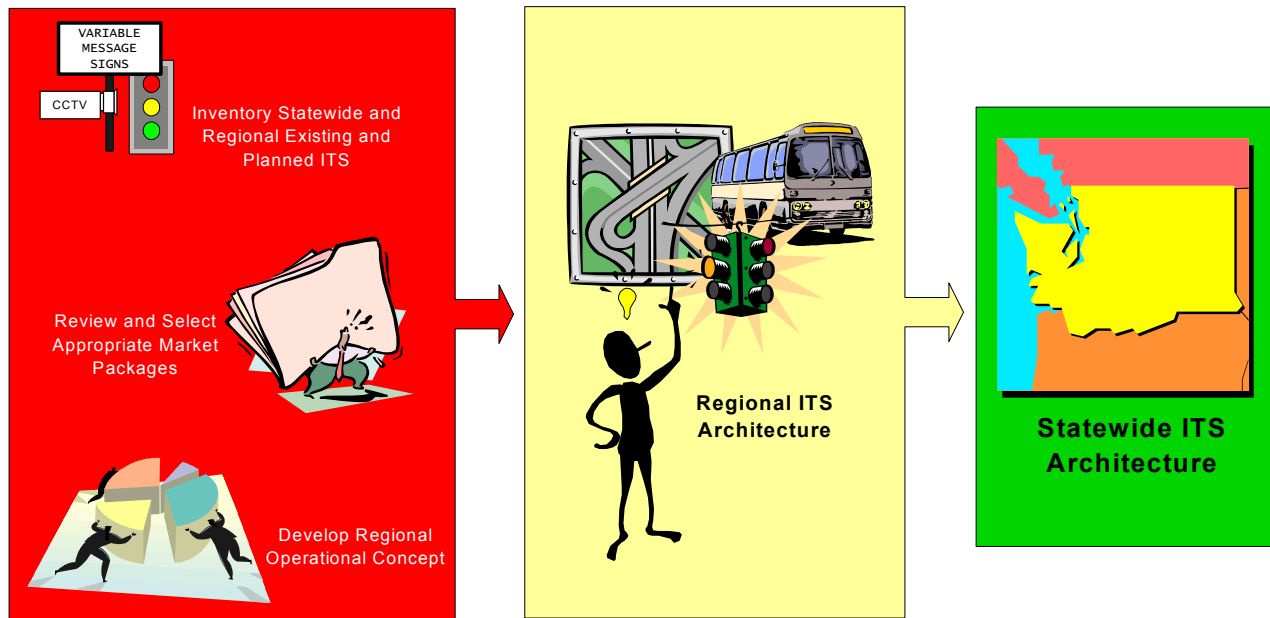 VARIABLE
MESSAGE
SIGNS
CCTV
Inventory Statewide and
Regional Existing and
Planned ITS
Review and Select
Appropriate Market
Packages
Develop Regional
Operational Concept
Regional ITS
Architecture
Statewide ITS
Architecture